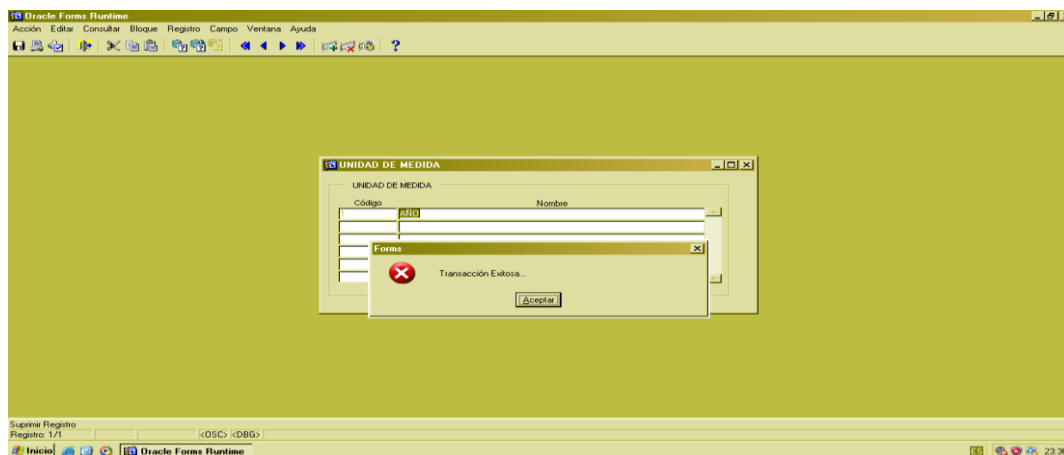 Oracle Forms Runtime
Acción Editar Consultar Bloque Registro Campo Ventana Ayuda
UNIDAD DE MEDIDA
UNIDAD DE MEDIDA
Código Nombre
1 AÑO
Forms
Transacción Exitosa...
Aceptar
Suprimir Registro
Registro: 1/1 <OSC> <DBG>
Inicio Oracle Forms Runtime